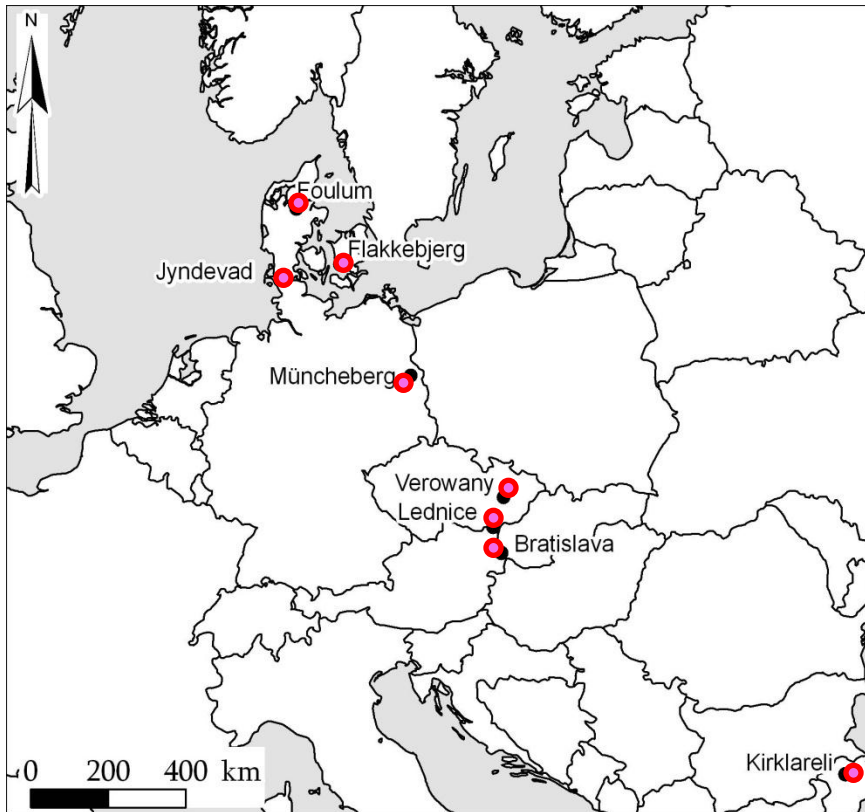 N
Foulum
Flakkebjerg
Jyndevad
Müncheberg
Verowany
Lednice
Bratislava
Kirklareli
0 200 400 km